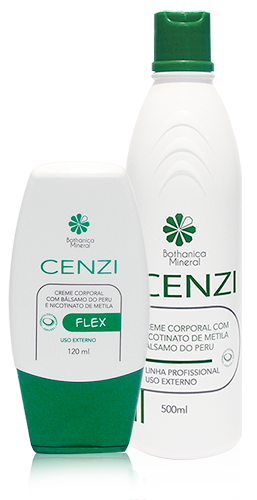 Bothanica
Mineral
CENZI
CREME CORPORAL
COM BÁLSAMO DO PERU
E NICOTINATO DE METILA
FLEX
USO EXTERNO
120 ml
Bothanica
Mineral
CENZI
CREME CORPORAL COM
NICOTINATO DE METILA
BÁLSAMO DO PERU
LINHA PROFISSIONAL
USO EXTERNO
500ml